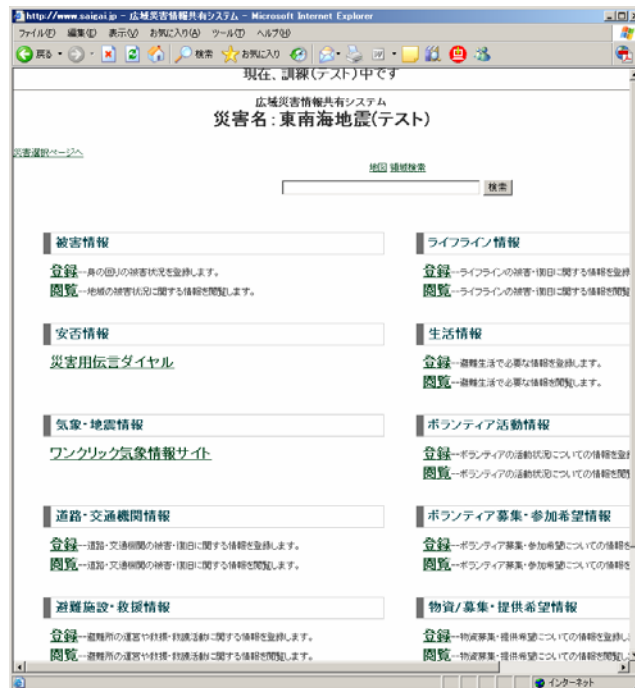 http://www.saigai.jp - 広域災害情報共有システム - Microsoft Internet Explorer
ファイル(F) 編集(E) 表示(V) お気に入り(A) ツール(T) ヘルプ(H)
戻る 検索 お気に入り
現在、訓練(テスト)中です
広域災害情報共有システム
災害名:東南海地震(テスト)
災害選択ページへ
地図 領域検索
検索
被害情報
登録--身の回りの被害状況を登録します。
閲覧--地域の被害状況に関する情報を閲覧します。
ライフライン情報
登録--ライフラインの被害・復旧に関する情報を登録
閲覧--ライフラインの被害・復旧に関する情報を閲覧
安否情報
災害用伝言ダイヤル
生活情報
登録--避難生活で必要な情報を登録します。
閲覧--避難生活で必要な情報を閲覧します。
気象・地震情報
ワンクリック気象情報サイト
ボランティア活動情報
登録--ボランティアの活動状況についての情報を登
閲覧--ボランティアの活動状況についての情報を閲
道路・交通機関情報
登録--道路・交通機関の被害・復旧に関する情報を登録します。
閲覧--道路・交通機関の被害・復旧に関する情報を閲覧します。
ボランティア募集・参加希望情報
登録--ボランティア募集・参加希望についての情報を
閲覧--ボランティア募集・参加希望についての情報を
避難施設・救援情報
登録--避難所の運営や救援・救護活動に関する情報を登録します。
閲覧--避難所の運営や救援・救護活動に関する情報を閲覧します。
物資/募集・提供希望情報
登録--物資募集・提供希望についての情報を登録し
閲覧--物資募集・提供希望についての情報を閲覧し
インターネット